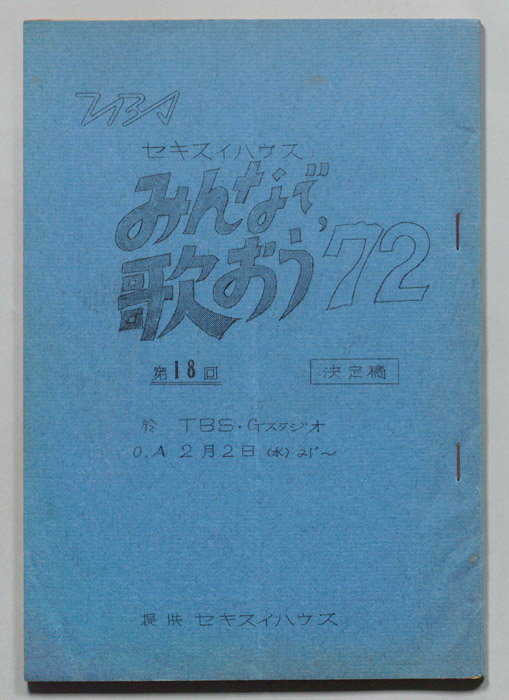 セキスイハウス
みんなで
歌おう'72
第18回 決定稿
於 TBS・Gスタジオ
O.A 2月2日(水)
提供 セキスイハウス